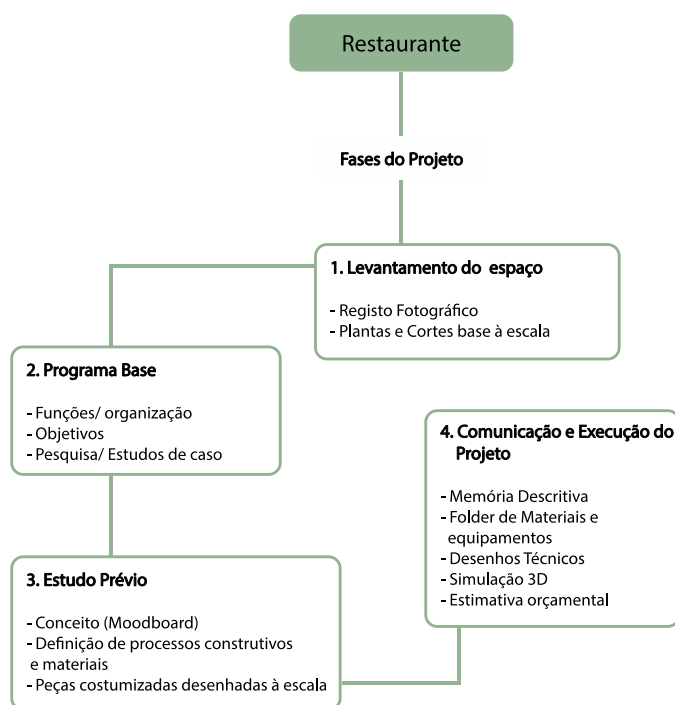 Restaurante
Fases do Projeto
1. Levantamento do espaço
- Registo Fotográfico
- Plantas e Cortes base à escala
2. Programa Base
- Funções/ organização
- Objetivos
- Pesquisa/ Estudos de caso
3. Estudo Prévio
- Conceito (Moodboard)
- Definição de processos construtivos
e materiais
- Peças costumizadas desenhadas à escala
4. Comunicação e Execução do
Projeto
- Memória Descritiva
- Folder de Materiais e
equipamentos
- Desenhos Técnicos
- Simulação 3D
- Estimativa orçamental